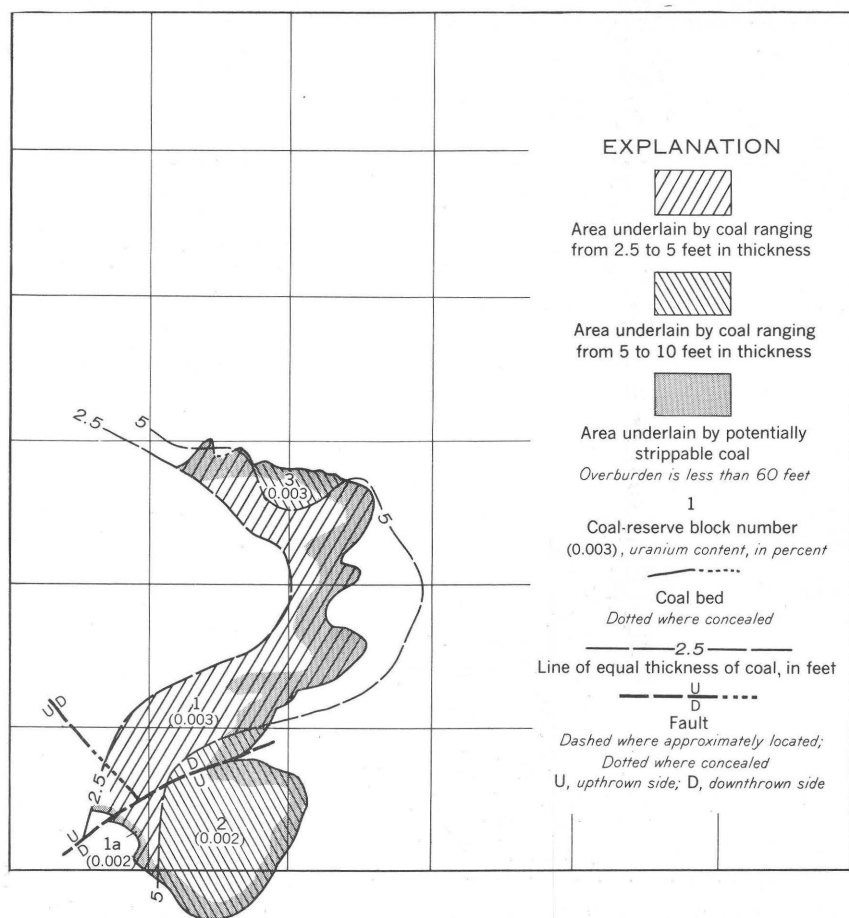 EXPLANATION
Area underlain by coal ranging
from 2.5 to 5 feet in thickness
Area underlain by coal ranging
from 5 to 10 feet in thickness
Area underlain by potentially
strippable coal
Overburden is less than 60 feet
1
Coal-reserve block number
(0.003), uranium content, in percent
Coal bed
Dotted where concealed
2.5
Line of equal thickness of coal, in feet
U
D
Fault
Dashed where approximately located;
Dotted where concealed
U, upthrown side; D, downthrown side
2.5
5
3
(0.003)
5
1
(0.003)
U D
2.5
D
U
2
(0.002)
U
D
1a
(0.002)
5